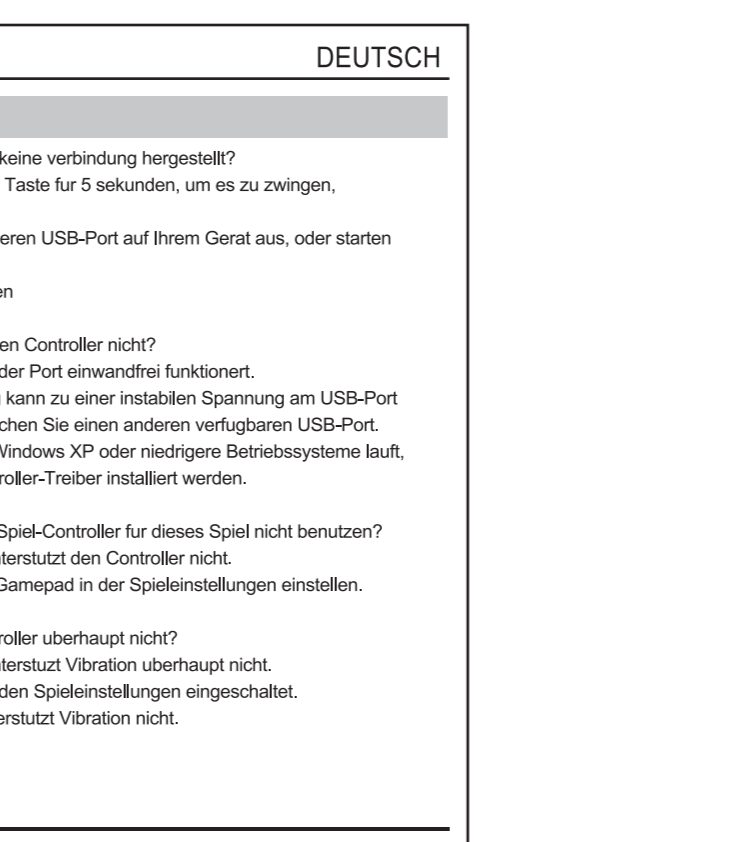 DEUTSCH
keine verbindung hergestellt?
Taste fur 5 sekunden, um es zu zwingen,
eren USB-Port auf Ihrem Gerat aus, oder starten
en
en Controller nicht?
der Port einwandfrei funktionert.
kann zu einer instabilen Spannung am USB-Port
chen Sie einen anderen verfugbaren USB-Port.
Windows XP oder niedrigere Betriebssysteme lauft,
roller-Treiber installiert werden.
Spiel-Controller fur dieses Spiel nicht benutzen?
terstutzt den Controller nicht.
Gamepad in der Spieleinstellungen einstellen.
roller uberhaupt nicht?
terstuzt Vibration uberhaupt nicht.
den Spieleinstellungen eingeschaltet.
erstutzt Vibration nicht.